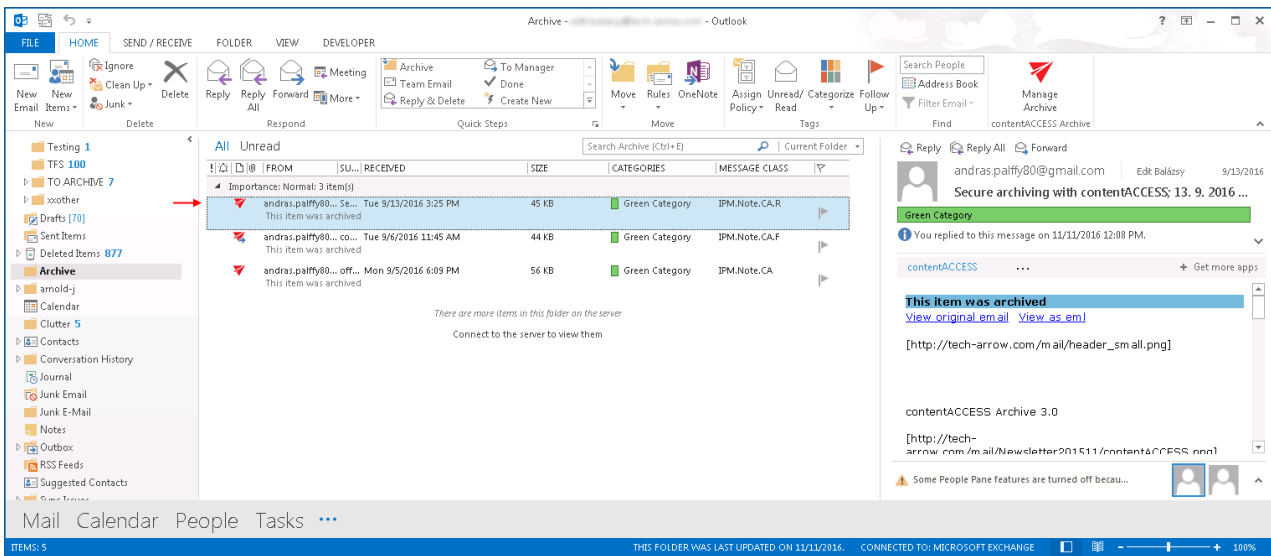 Archive - - Outlook
FILE HOME SEND / RECEIVE FOLDER VIEW DEVELOPER
New Email
New Items
Ignore
Clean Up
Junk
Delete
Reply
Reply All
Forward
Meeting
More
Archive
Team Email
Reply & Delete
To Manager
Done
Create New
Move
Rules
OneNote
Assign Policy
Unread/ Read
Categorize
Follow Up
Search People
Address Book
Filter Email
Manage Archive
New Delete Respond Quick Steps Move Tags Find contentACCESS Archive
Testing 1
TFS 100
TO ARCHIVE 7
xxother
Drafts [70]
Sent Items
Deleted Items 877
Archive
arnold-j
Calendar
Clutter 5
Contacts
Conversation History
Journal
Junk Email
Junk E-Mail
Notes
Outbox
RSS Feeds
Suggested Contacts
Sync Issues
All Unread
Search Archive (Ctrl+E) Current Folder
FROM SU... RECEIVED SIZE CATEGORIES MESSAGE CLASS
Importance: Normal: 3 item(s)
andras.palffy80... Se... Tue 9/13/2016 3:25 PM 45 KB Green Category IPM.Note.CA.R
This item was archived
andras.palffy80... co... Tue 9/6/2016 11:45 AM 44 KB Green Category IPM.Note.CA.F
This item was archived
andras.palffy80... off... Mon 9/5/2016 6:09 PM 56 KB Green Category IPM.Note.CA
This item was archived
There are more items in this folder on the server
Connect to the server to view them
Reply Reply All Forward
andras.palffy80@gmail.com Edit Balázsy 9/13/2016
Secure archiving with contentACCESS; 13. 9. 2016 ...
Green Category
You replied to this message on 11/11/2016 12:08 PM.
contentACCESS ... + Get more apps
This item was archived
View original email View as eml
[http://tech-arrow.com/mail/header_small.png]
contentACCESS Archive 3.0
[http://tech-
arrow.com/mail/Newsletter201511/contentACCESS.png]
Some People Pane features are turned off becau...
Mail Calendar People Tasks ...
ITEMS: 5 THIS FOLDER WAS LAST UPDATED ON 11/11/2016. CONNECTED TO: MICROSOFT EXCHANGE 100%